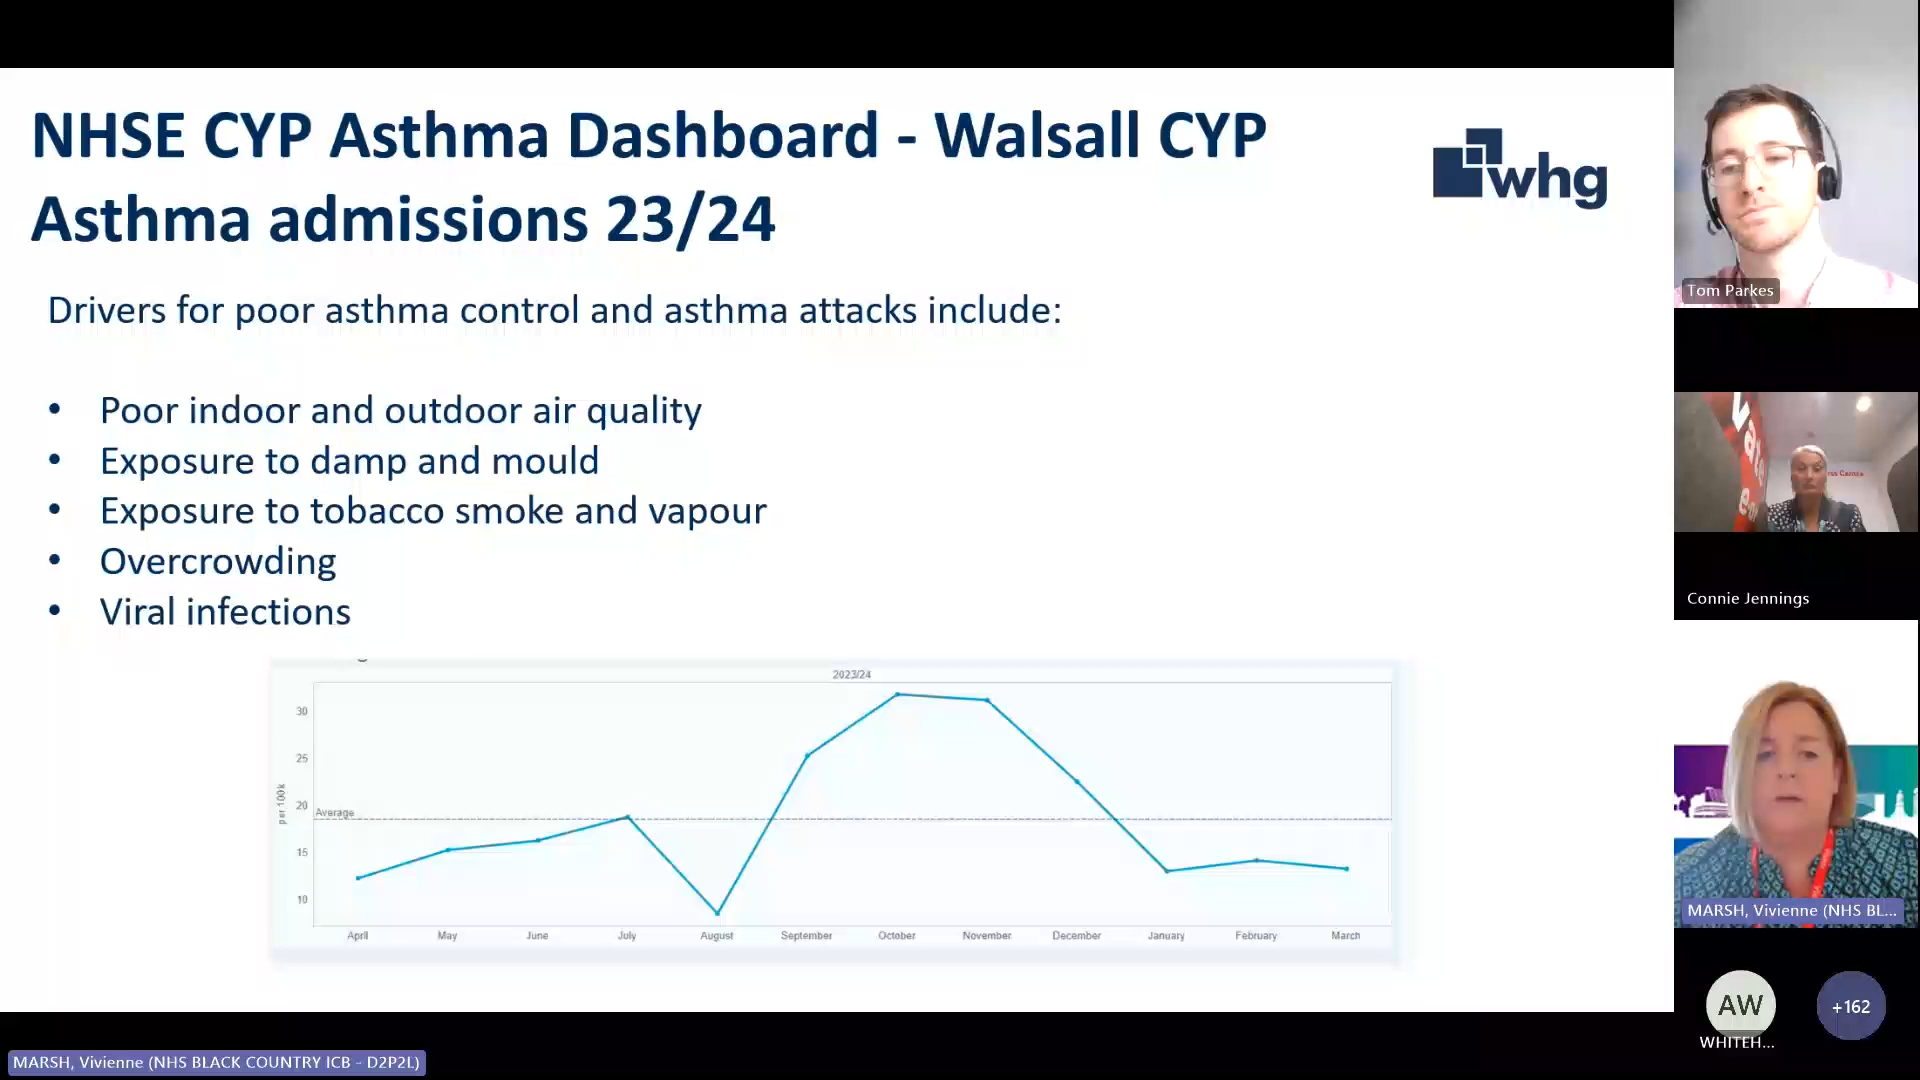 NHSE CYP Asthma Dashboard - Walsall CYP
Asthma admissions 23/24
whg
Drivers for poor asthma control and asthma attacks include:
• Poor indoor and outdoor air quality
• Exposure to damp and mould
• Exposure to tobacco smoke and vapour
• Overcrowding
• Viral infections
2023/24
30
25
20
15
10
per 100k
Average
April May June July August September October November December January February March
Tom Parkes
Connie Jennings
MARSH, Vivienne (NHS BL...
AW
+162
WHITEH...
MARSH, Vivienne (NHS BLACK COUNTRY ICB - D2P2L)